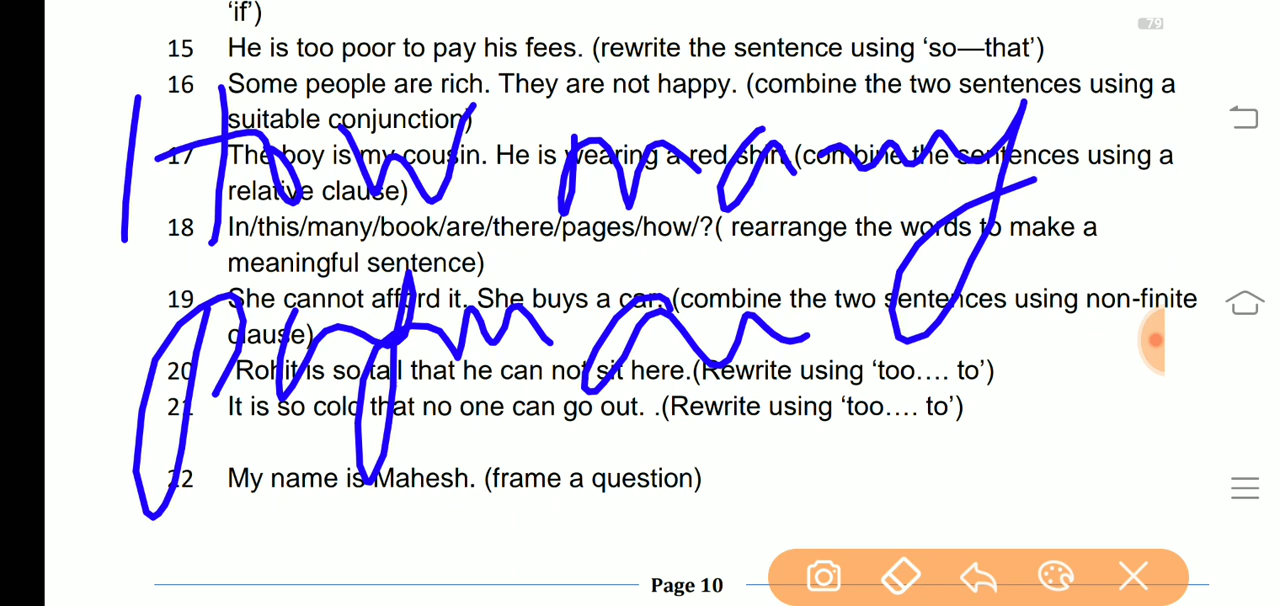 ‘if’)
79
15 He is too poor to pay his fees. (rewrite the sentence using ‘so—that’)
16 Some people are rich. They are not happy. (combine the two sentences using a
suitable conjunction)
17 The boy is my cousin. He is wearing a red shirt.(combine the sentences using a
relative clause)
18 In/this/many/book/are/there/pages/how/?( rearrange the words to make a
meaningful sentence)
19 She cannot afford it. She buys a car. (combine the two sentences using non-finite
clause)
20 Rohit is so tall that he can not sit here.(Rewrite using ‘too…. to’)
21 It is so cold that no one can go out. .(Rewrite using ‘too…. to’)
22 My name is Mahesh. (frame a question)
How many
Page 10